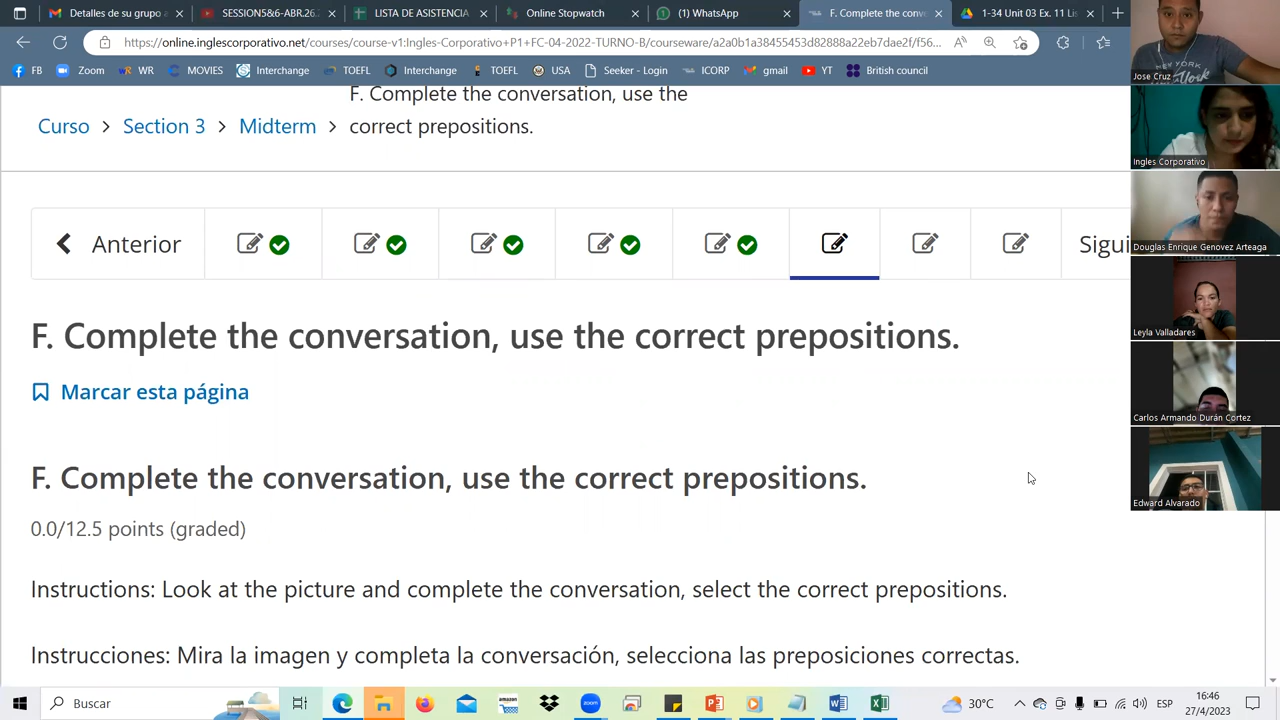 Detalles de su grupo a
SESSION5&6-ABR.26.
LISTA DE ASISTENCIA
Online Stopwatch
(1) WhatsApp
F. Complete the conv
1-34 Unit 03 Ex. 11 Li
https://online.inglescorporativo.net/courses/course-v1:Ingles-Corporativo+P1+FC-04-2022-TURNO-B/courseware/a2a0b1a38455453d82888a22eb7dae2f/f56...
FB
Zoom
WR
MOVIES
Interchange
TOEFL
Interchange
TOEFL
USA
Seeker - Login
ICORP
gmail
YT
British council
F. Complete the conversation, use the
Curso > Section 3 > Midterm > correct prepositions.
Anterior
Sigui
F. Complete the conversation, use the correct prepositions.
Marcar esta página
F. Complete the conversation, use the correct prepositions.
0.0/12.5 points (graded)
Instructions: Look at the picture and complete the conversation, select the correct prepositions.
Instrucciones: Mira la imagen y completa la conversación, selecciona las preposiciones correctas.
NEW YORK
Jose Cruz
Ingles Corporativo
Douglas Enrique Genovez Arteaga
Leyla Valladares
Carlos Armando Durán Cortez
Edward Alvarado
Buscar
amazon
zoom
30°C
ESP
16:46
27/4/2023